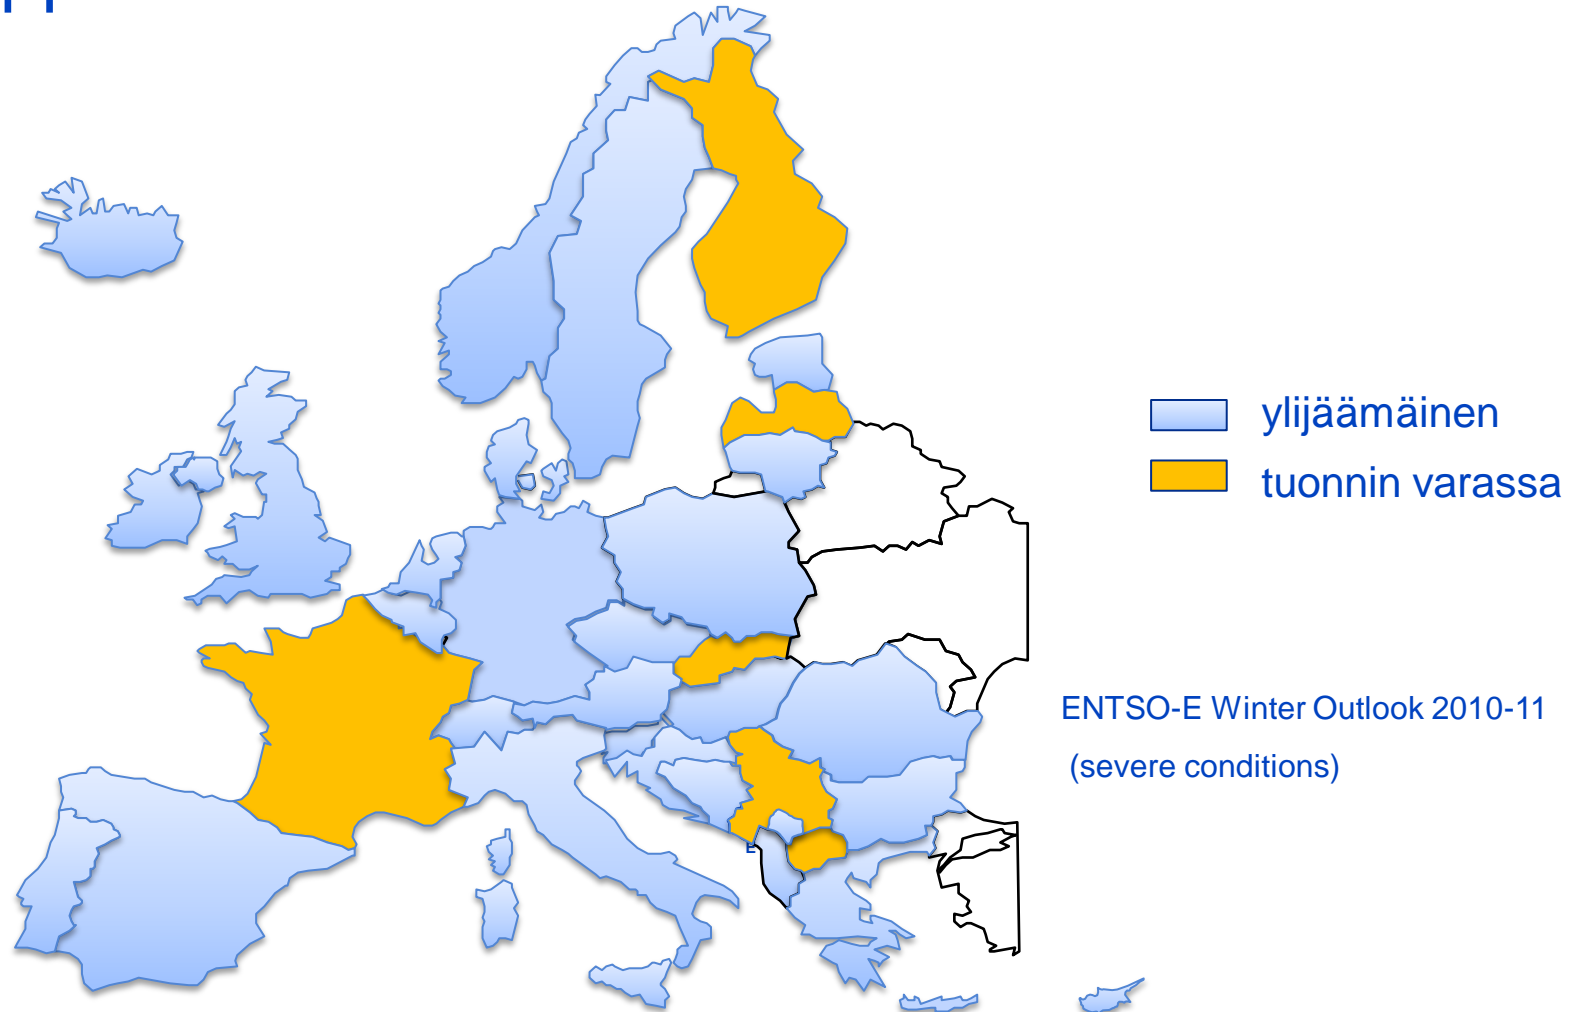 ylijäämäinen
tuonnin varassa
ENTSO-E Winter Outlook 2010-11
(severe conditions)
E